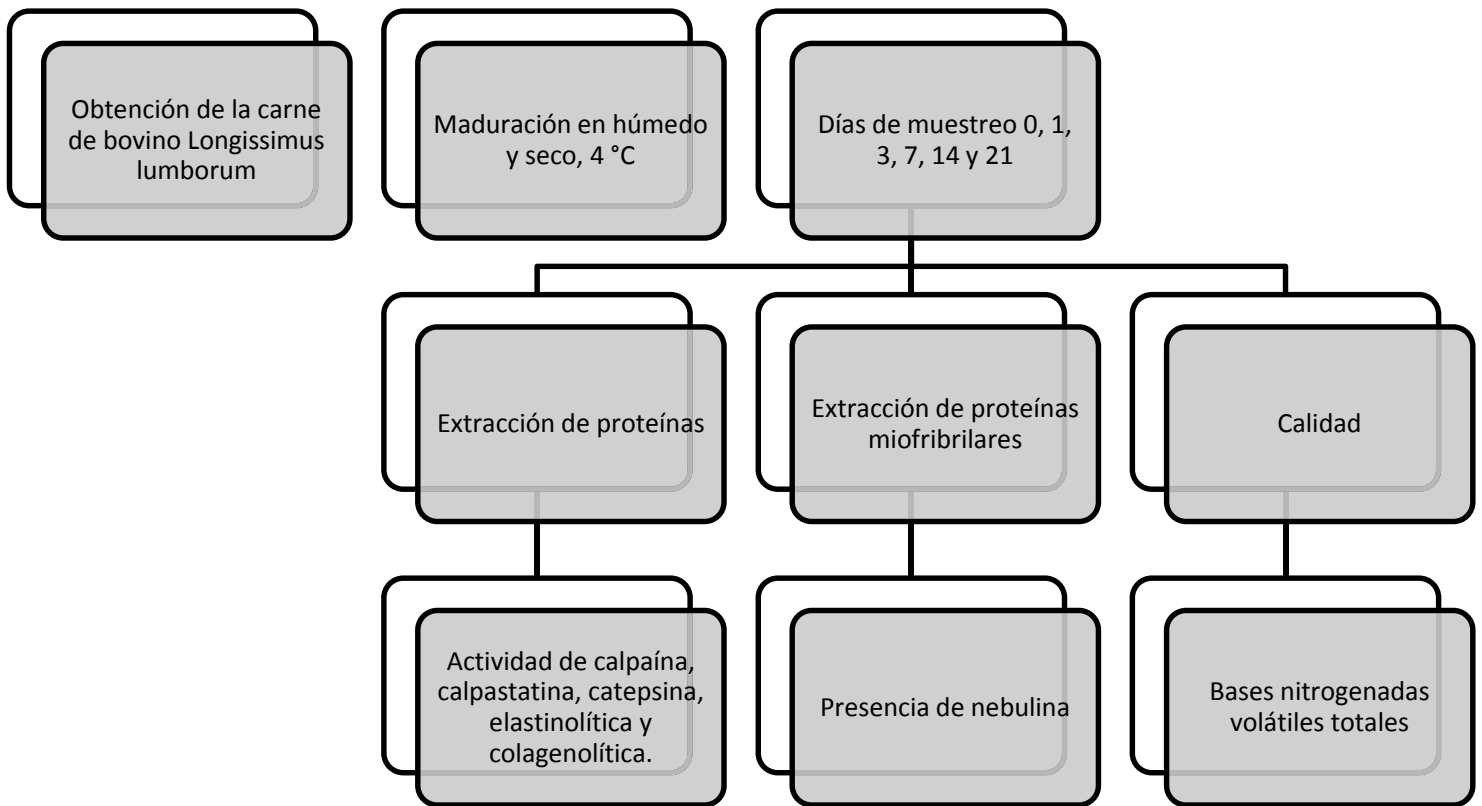 Obtención de la carne
de bovino Longissimus
lumborum
Maduración en húmedo
y seco, 4 °C
Días de muestreo 0, 1,
3, 7, 14 y 21
Extracción de proteínas
Extracción de proteínas
miofribrilares
Calidad
Actividad de calpaína,
calpastatina, catepsina,
elastinolítica y
colagenolítica.
Presencia de nebulina
Bases nitrogenadas
volátiles totales